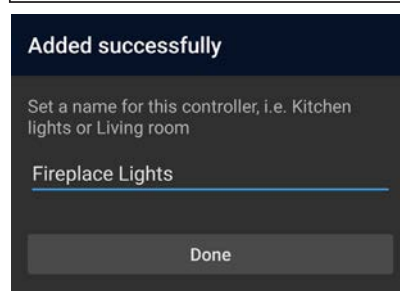 Added successfully
Set a name for this controller, i.e. Kitchen
lights or Living room
Fireplace Lights
Done